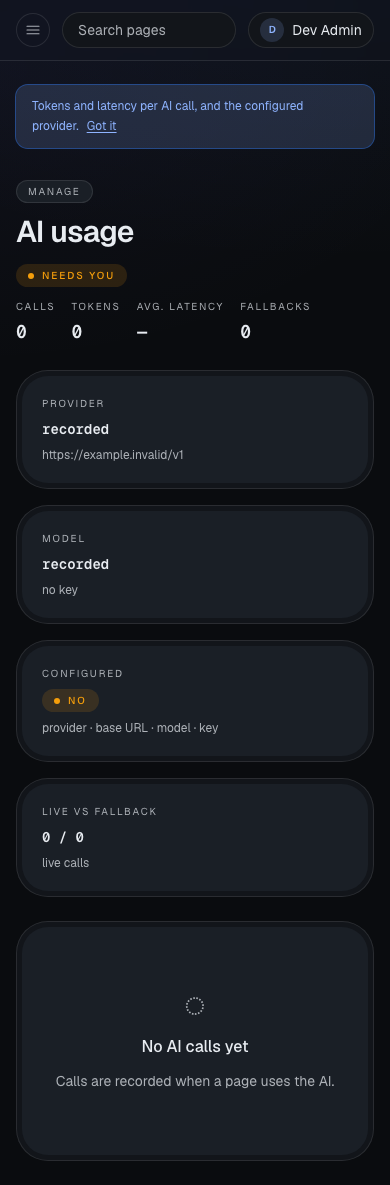 Search pages
D
Dev Admin
Tokens and latency per AI call, and the configured
provider. Got it
MANAGE
AI usage
NEEDS YOU
CALLS TOKENS AVG. LATENCY FALLBACKS
0 0 — 0
PROVIDER
recorded
https://example.invalid/v1
MODEL
recorded
no key
CONFIGURED
NO
provider · base URL · model · key
LIVE VS FALLBACK
0 / 0
live calls
No AI calls yet
Calls are recorded when a page uses the AI.